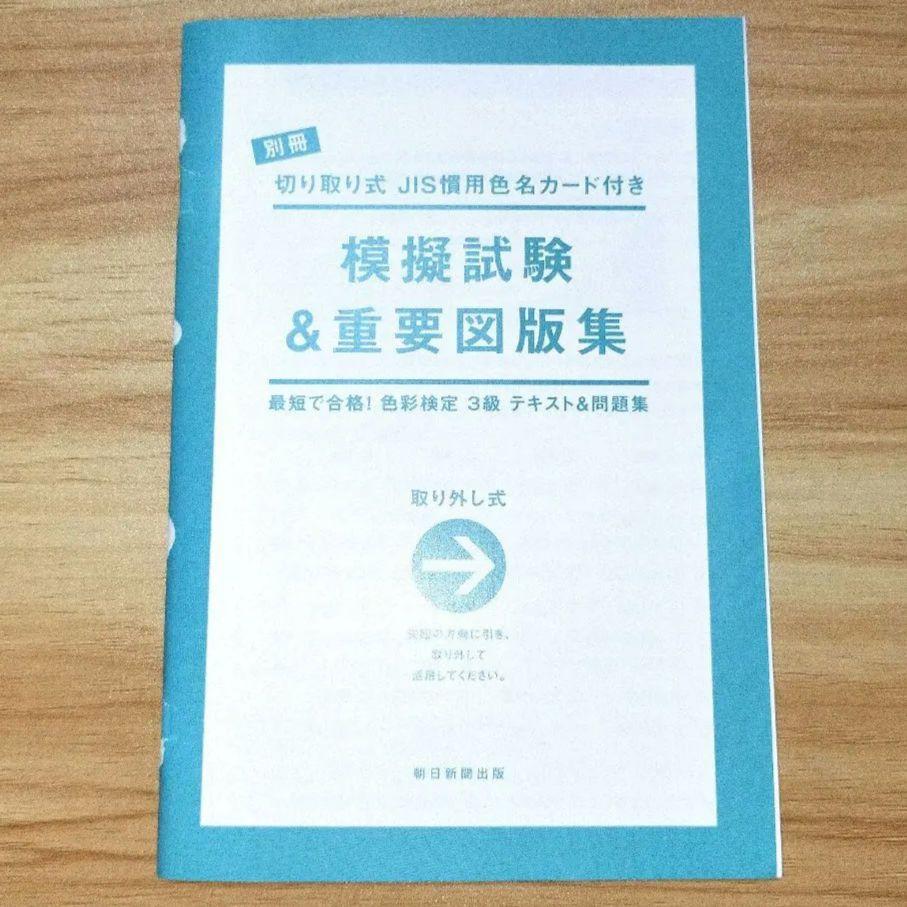 別冊
切り取り式 JIS慣用色名カード付き
模擬試験
&重要図版集
最短で合格! 色彩検定 3級 テキスト&問題集
取り外し式
の方向に引き、
取り外して
活用してください。
朝日新聞出版